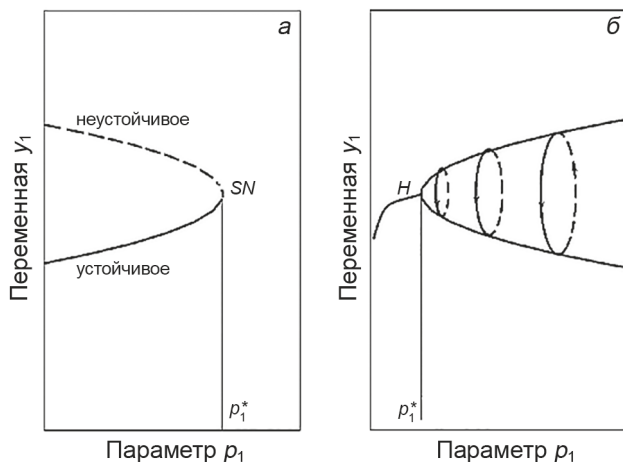 а
неустойчивое
SN
устойчивое
p₁*
Переменная y₁
Параметр p₁
б
H
p₁*
Переменная y₁
Параметр p₁